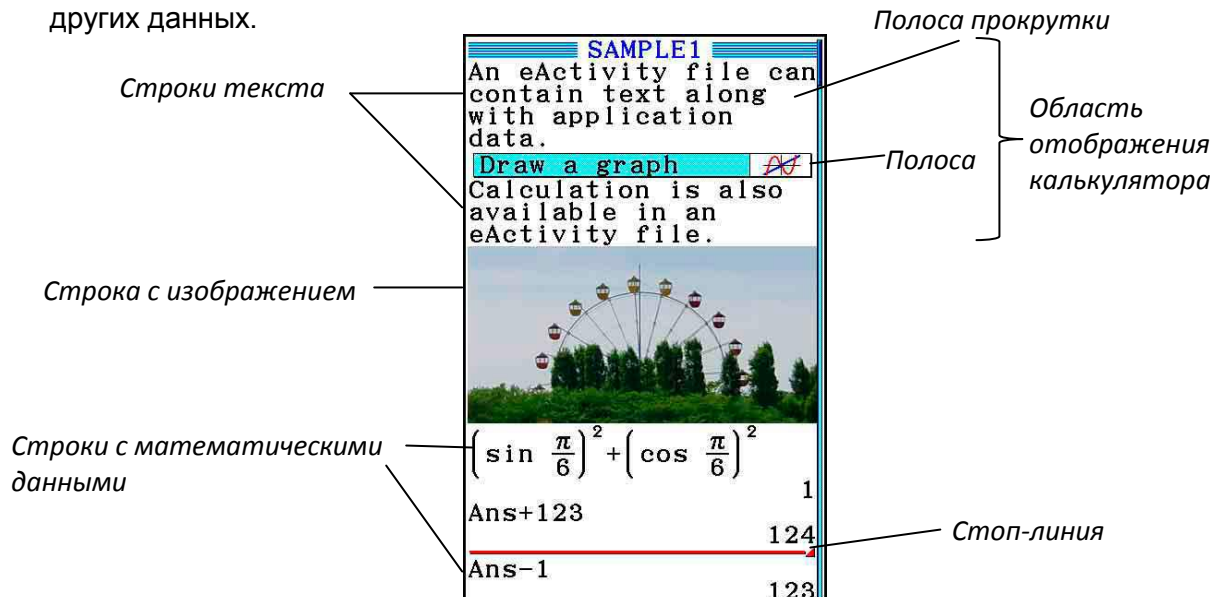 других данных.
Полоса прокрутки
SAMPLE1
An eActivity file can
contain text along
with application
data.
Строки текста
Область
отображения
калькулятора
Draw a graph
Полоса
Calculation is also
available in an
eActivity file.
Строка с изображением
Строки с математическими
данными
(sin π/6)²+(cos π/6)²
1
Ans+123
124
Стоп-линия
Ans−1
123